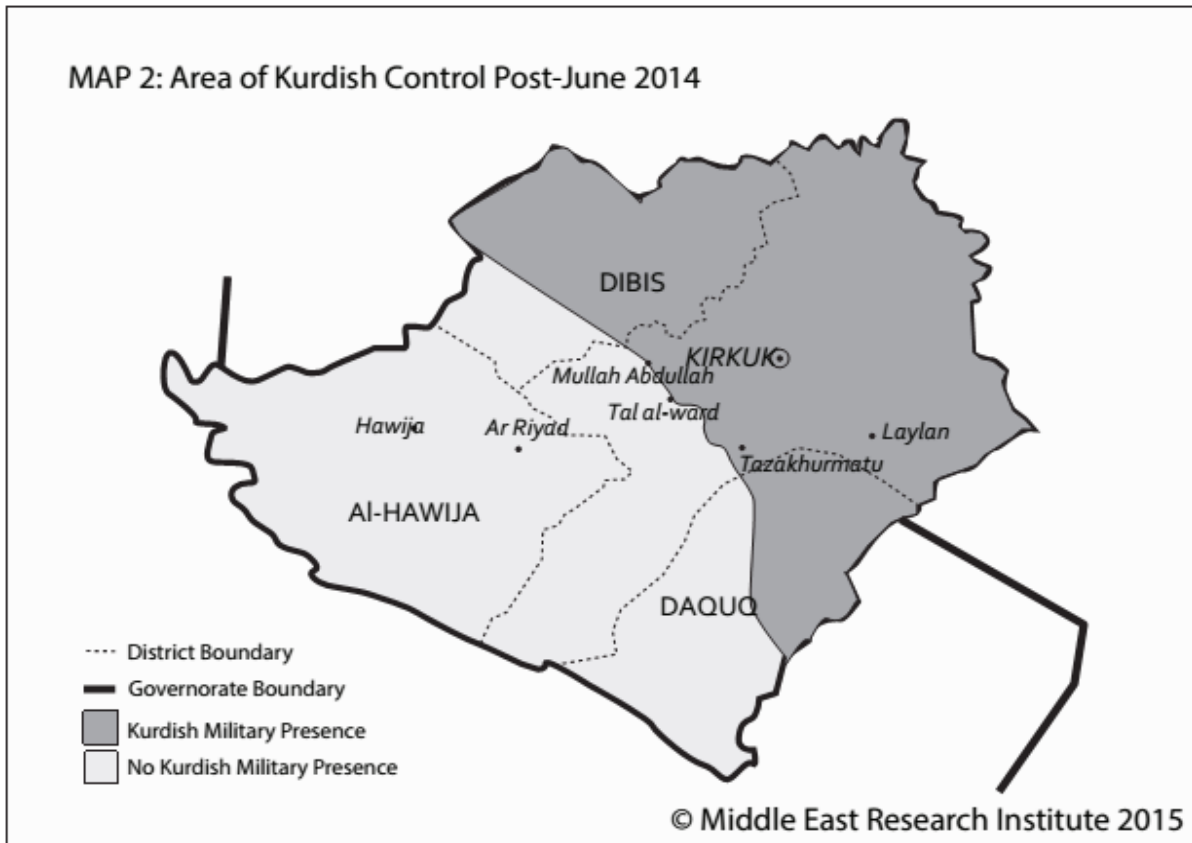 MAP 2: Area of Kurdish Control Post-June 2014
DIBIS
KIRKUK
Mullah Abdullah
Tal al-ward
Hawija
Ar Riyad
Laylan
Tazakhurmatu
Al-HAWIJA
DAQUQ
District Boundary
Governorate Boundary
Kurdish Military Presence
No Kurdish Military Presence
© Middle East Research Institute 2015